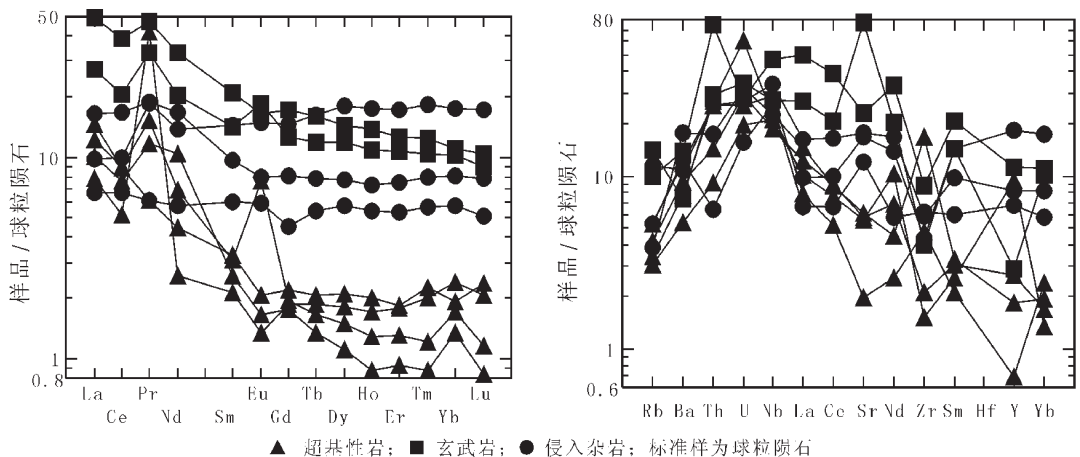 50
10
1
0.8
样品/球粒陨石
La Ce Pr Nd Sm Eu Gd Tb Dy Ho Er Tm Yb Lu
80
10
1
0.6
样品/球粒陨石
Rb Ba Th U Nb La Ce Sr Nd Zr Sm Hf Y Yb
▲ 超基性岩; ■ 玄武岩; ● 侵入杂岩; 标准样为球粒陨石